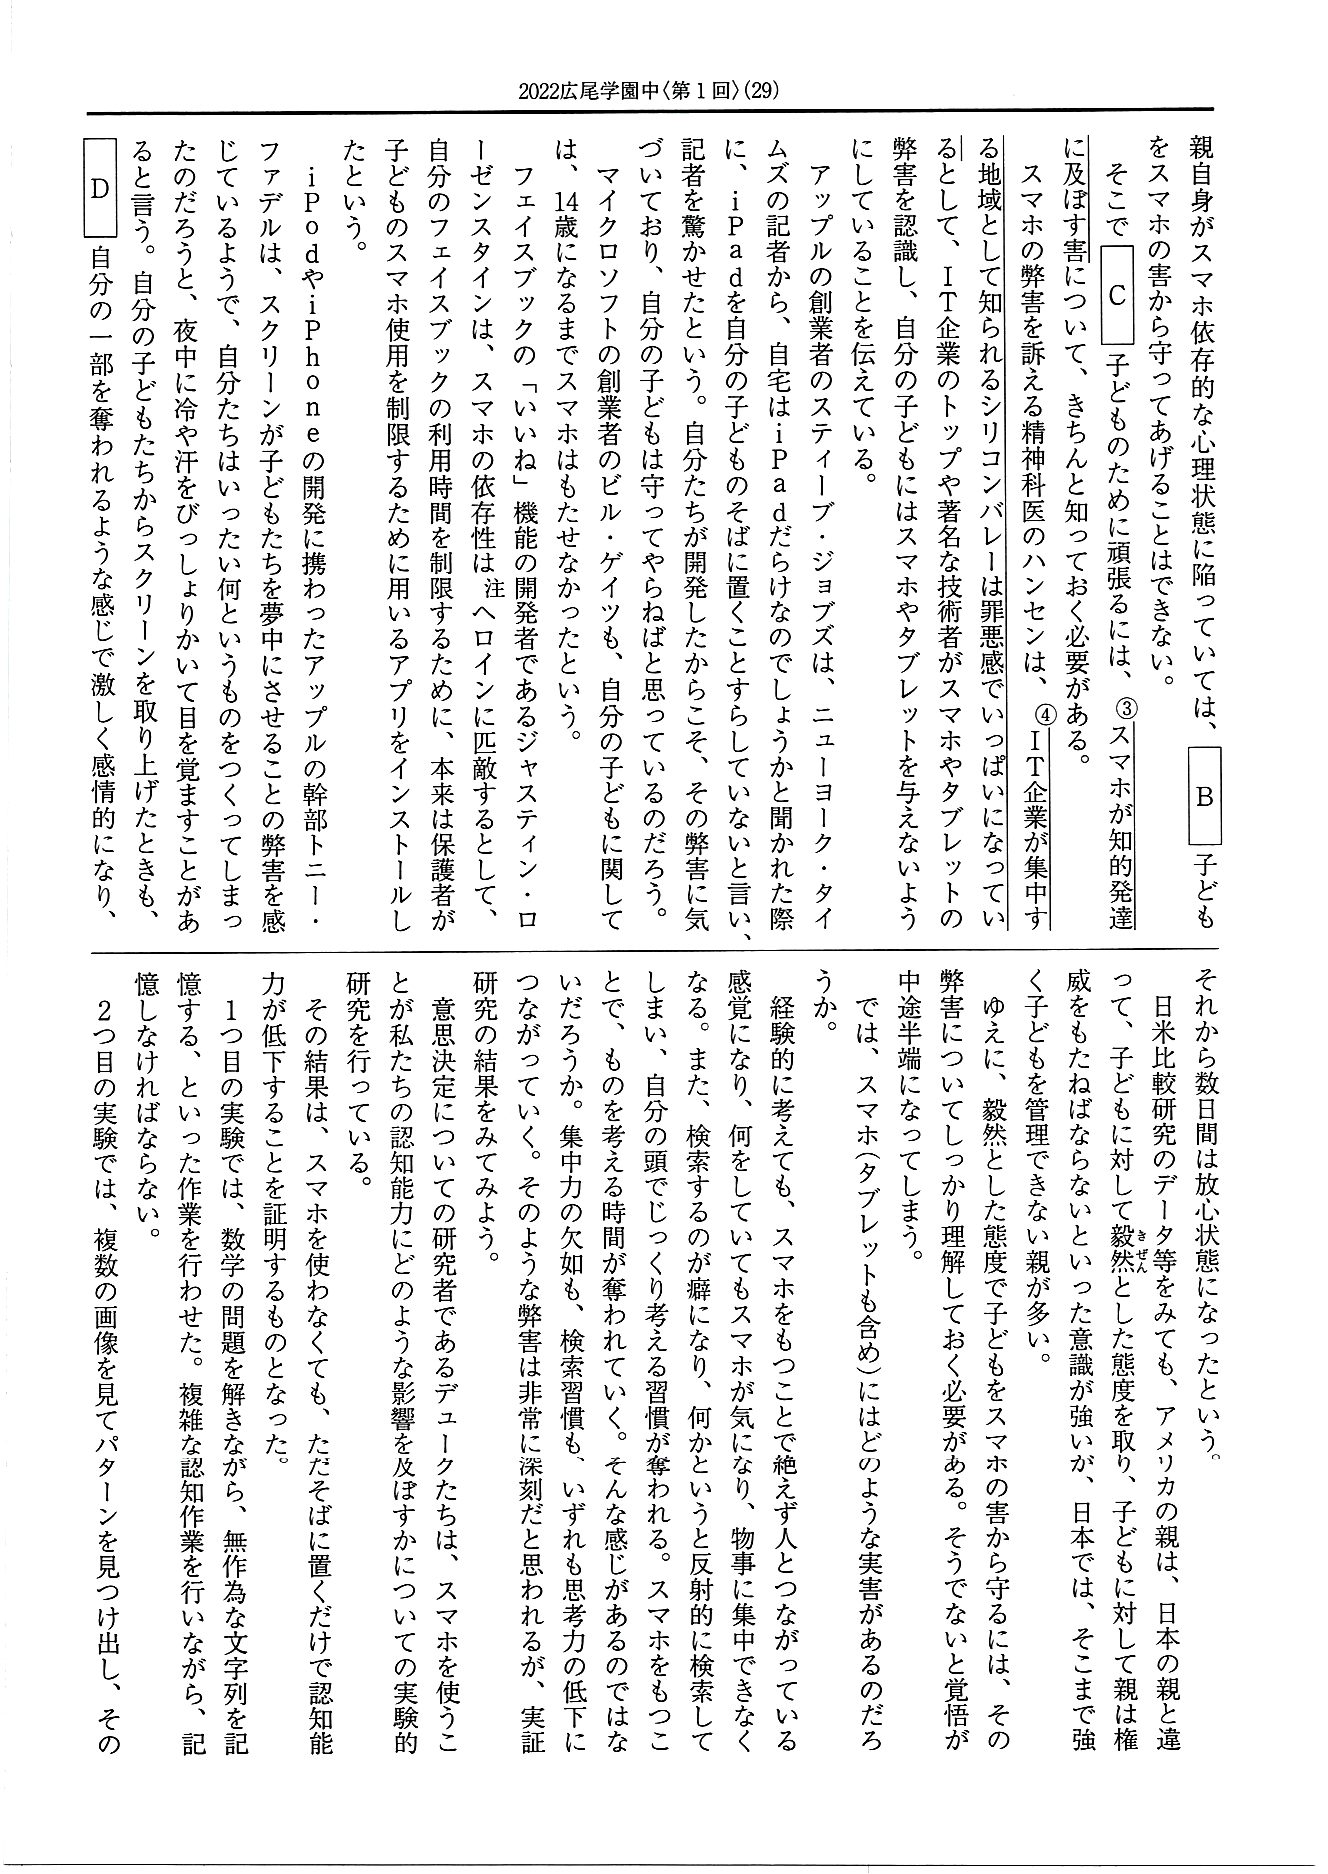 2022広尾学園中〈第1回〉(29)
親自身がスマホ依存的な心理状態に陥っていては、 B 子ども
をスマホの害から守ってあげることはできない。
そこで C 子どものために頑張るには、③スマホが知的発達
に及ぼす害について、きちんと知っておく必要がある。
スマホの弊害を訴える精神科医のハンセンは、④IT企業が集中す
る地域として知られるシリコンバレーは罪悪感でいっぱいになってい
るとして、IT企業のトップや著名な技術者がスマホやタブレットの
弊害を認識し、自分の子どもにはスマホやタブレットを与えないよう
にしていることを伝えている。
アップルの創業者のスティーブ・ジョブズは、ニューヨーク・タイ
ムズの記者から、自宅はiPadだらけなのでしょうかと聞かれた際
に、iPadを自分の子どものそばに置くことすらしていないと言い、
記者を驚かせたという。自分たちが開発したからこそ、その弊害に気
づいており、自分の子どもは守ってやらねばと思っているのだろう。
マイクロソフトの創業者のビル・ゲイツも、自分の子どもに関して
は、14歳になるまでスマホはもたせなかったという。
フェイスブックの「いいね」機能の開発者であるジャスティン・ロ
ーゼンスタインは、スマホの依存性は注ヘロインに匹敵するとして、
自分のフェイスブックの利用時間を制限するために、本来は保護者が
子どものスマホ使用を制限するために用いるアプリをインストールし
たという。
iPodやiPhoneの開発に携わったアップルの幹部トニー・
ファデルは、スクリーンが子どもたちを夢中にさせることの弊害を感
じているようで、自分たちはいったい何というものをつくってしまっ
たのだろうと、夜中に冷や汗をびっしょりかいて目を覚ますことがあ
ると言う。自分の子どもたちからスクリーンを取り上げたときも、
D 自分の一部を奪われるような感じで激しく感情的になり、
それから数日間は放心状態になったという。
日米比較研究のデータ等をみても、アメリカの親は、日本の親と違
って、子どもに対して毅然きぜんとした態度を取り、子どもに対して親は権
威をもたねばならないといった意識が強いが、日本では、そこまで強
く子どもを管理できない親が多い。
ゆえに、毅然とした態度で子どもをスマホの害から守るには、その
弊害についてしっかり理解しておく必要がある。そうでないと覚悟が
中途半端になってしまう。
では、スマホ(タブレットも含め)にはどのような実害があるのだろ
うか。
経験的に考えても、スマホをもつことで絶えず人とつながっている
感覚になり、何をしていてもスマホが気になり、物事に集中できなく
なる。また、検索するのが癖になり、何かというと反射的に検索して
しまい、自分の頭でじっくり考える習慣が奪われる。スマホをもつこ
とで、ものを考える時間が奪われていく。そんな感じがあるのではな
いだろうか。集中力の欠如も、検索習慣も、いずれも思考力の低下に
つながっていく。そのような弊害は非常に深刻だと思われるが、実証
研究の結果をみてみよう。
意思決定についての研究者であるデュークたちは、スマホを使うこ
とが私たちの認知能力にどのような影響を及ぼすかについての実験的
研究を行っている。
その結果は、スマホを使わなくても、ただそばに置くだけで認知能
力が低下することを証明するものとなった。
1つ目の実験では、数学の問題を解きながら、無作為な文字列を記
憶する、といった作業を行わせた。複雑な認知作業を行いながら、記
憶しなければならない。
2つ目の実験では、複数の画像を見てパターンを見つけ出し、その